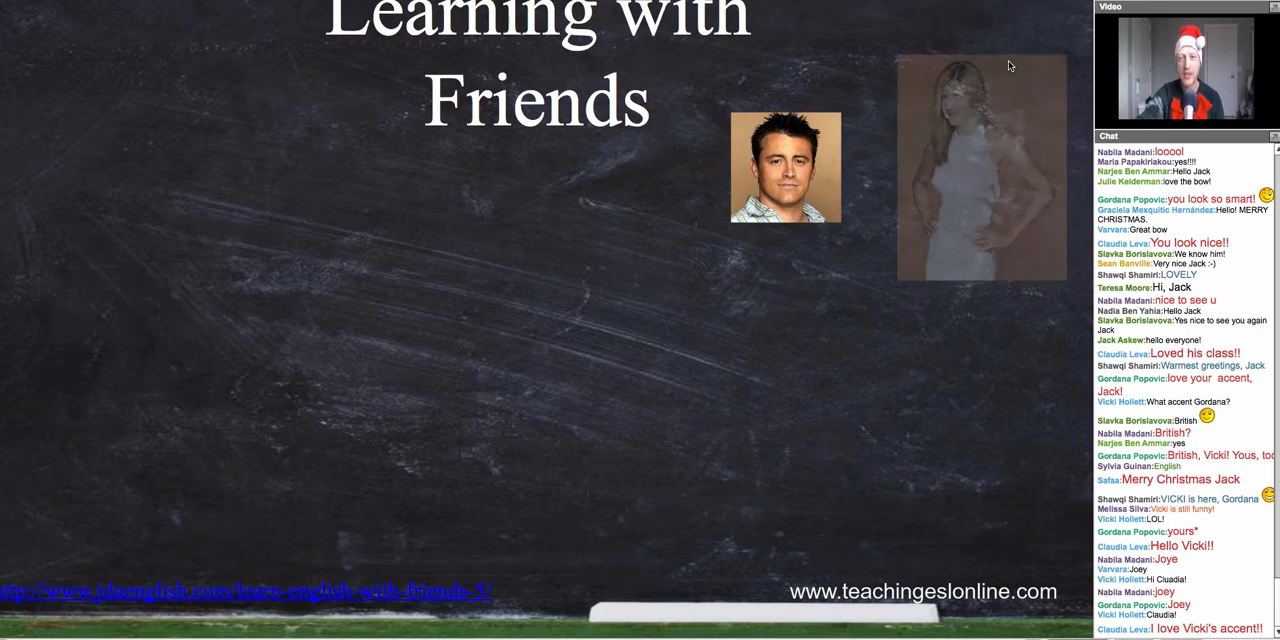 Learning with
Friends
http://www.jdaenglish.com/learn-english-with-friends-5/
www.teachingeslonline.com
Video
Chat
Nabila Madani:looool
Maria Papakiriakou:yes!!!!
Narjes Ben Ammar:Hello Jack
Julie Kelderman:love the bow!
Gordana Popovic:you look so smart!
Graciela Mexquitic Hernández:Hello! MERRY
CHRISTMAS.
Varvara:Great bow
Claudia Leva:You look nice!!
Slavka Borislavova:We know him!
Sean Banville:Very nice Jack :-)
Shawqi Shamiri:LOVELY
Teresa Moore:Hi, Jack
Nabila Madani:nice to see u
Nadia Ben Yahia:Hello Jack
Slavka Borislavova:Yes nice to see you again
Jack
Jack Askew:hello everyone!
Claudia Leva:Loved his class!!
Shawqi Shamiri:Warmest greetings, Jack
Gordana Popovic:love your accent,
Jack!
Vicki Hollett:What accent Gordana?
Slavka Borislavova:British
Nabila Madani:British?
Narjes Ben Ammar:yes
Gordana Popovic:British, Vicki! Yous, too
Sylvia Guinan:English
Safaa:Merry Christmas Jack
Shawqi Shamiri:VICKI is here, Gordana
Melissa Silva:Vicki is still funny!
Vicki Hollett:LOL!
Gordana Popovic:yours*
Claudia Leva:Hello Vicki!!
Nabila Madani:Joye
Varvara:Joey
Vicki Hollett:Hi Cluadia!
Nabila Madani:joey
Gordana Popovic:Joey
Vicki Hollett:Claudia!
Claudia Leva:I love Vicki's accent!!